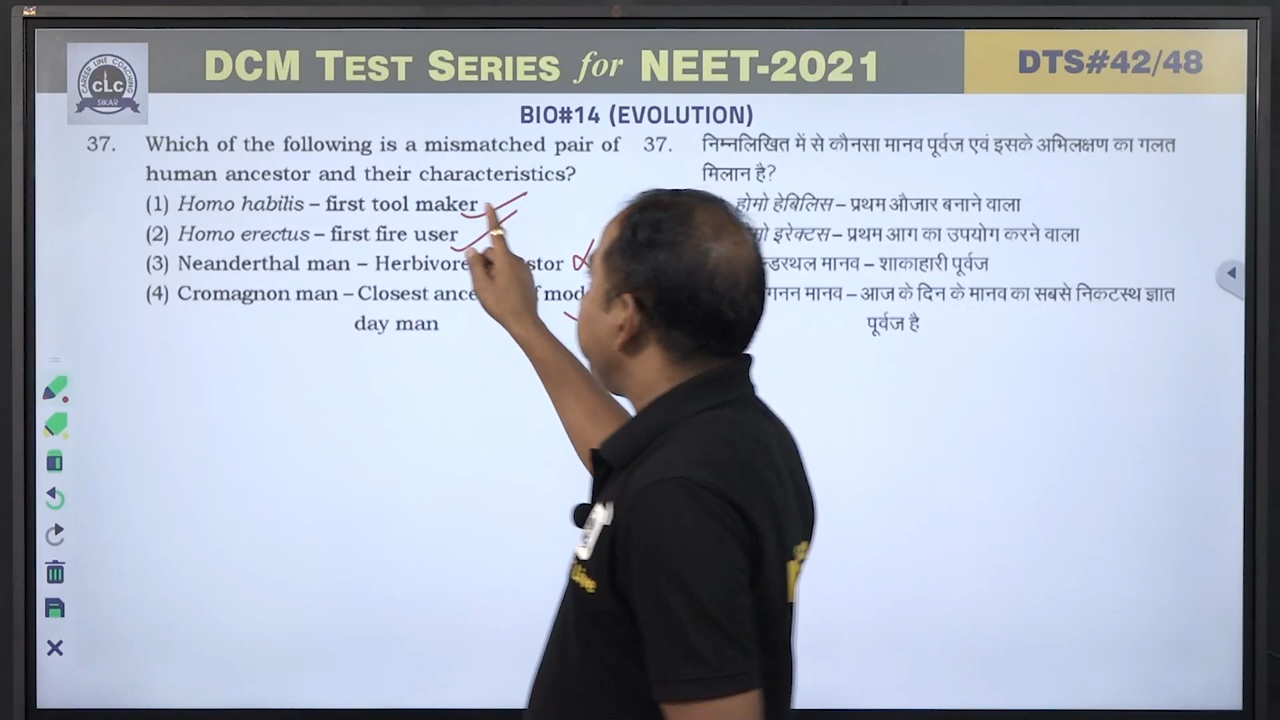 DCM TEST SERIES for NEET-2021
DTS#42/48
CAREER LINE COACHING
CLC
SIKAR
BIO#14 (EVOLUTION)
37. Which of the following is a mismatched pair of
human ancestor and their characteristics?
(1) Homo habilis – first tool maker
(2) Homo erectus – first fire user
(3) Neanderthal man – Herbivore
(4) Cromagnon man – Closest
day man
37. निम्नलिखित में से कौनसा मानव पूर्वज एवं इसके अभिलक्षण का गलत
मिलान है?
होमो हेबिलिस – प्रथम औजार बनाने वाला
इरेक्टस – प्रथम आग का उपयोग करने वाला
मानव – शाकाहारी पूर्वज
मानव – आज के दिन के मानव का सबसे निकटस्थ ज्ञात
पूर्वज है